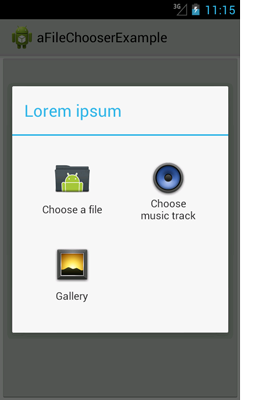 3G 11:15
aFileChooserExample
Lorem ipsum
Choose a file
Choose
music track
Gallery